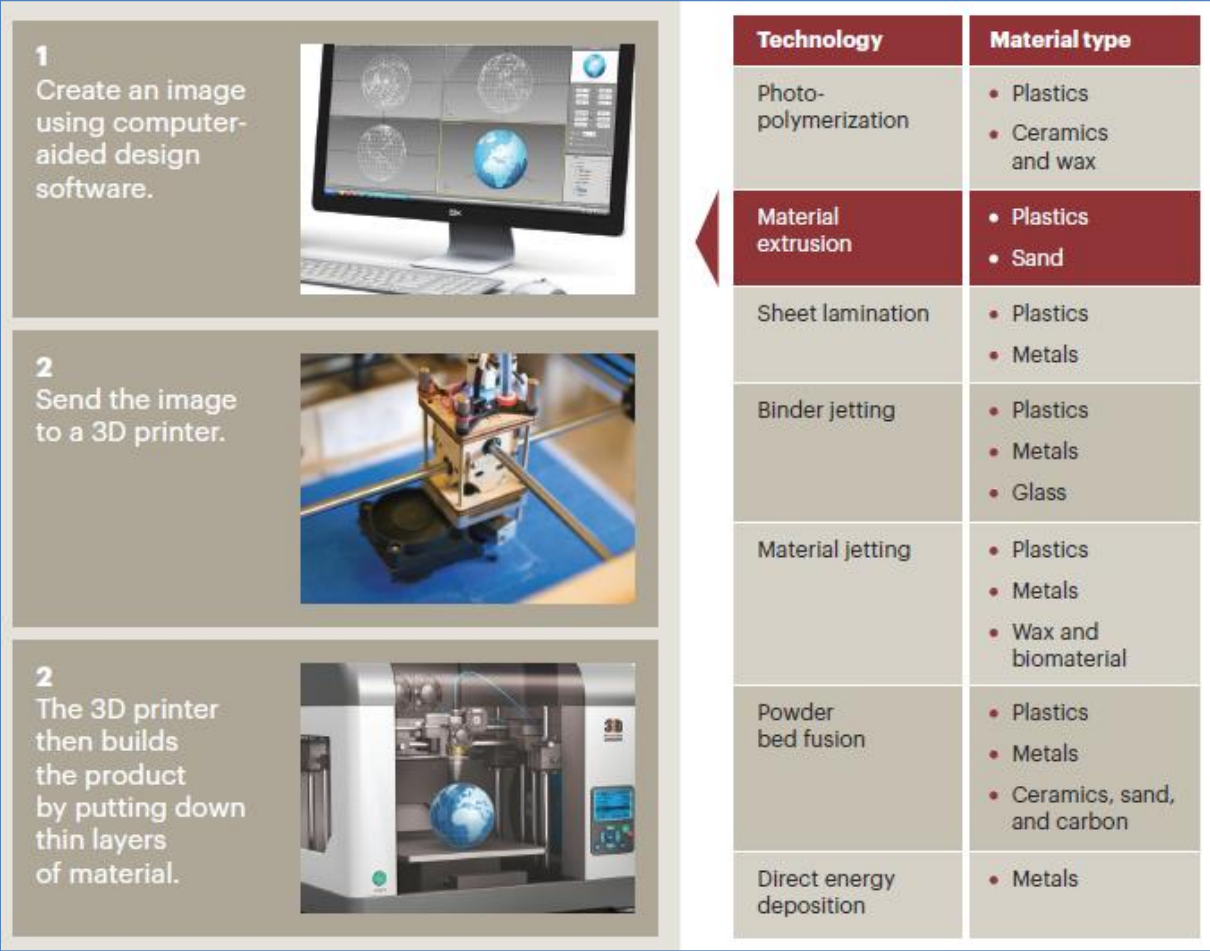 1
Create an image
using computer-
aided design
software.
2
Send the image
to a 3D printer.
2
The 3D printer
then builds
the product
by putting down
thin layers
of material.
3D
Technology
Material type
Photo-
polymerization
• Plastics
• Ceramics
and wax
Material
extrusion
• Plastics
• Sand
Sheet lamination
• Plastics
• Metals
Binder jetting
• Plastics
• Metals
• Glass
Material jetting
• Plastics
• Metals
• Wax and
biomaterial
Powder
bed fusion
• Plastics
• Metals
• Ceramics, sand,
and carbon
Direct energy
deposition
• Metals